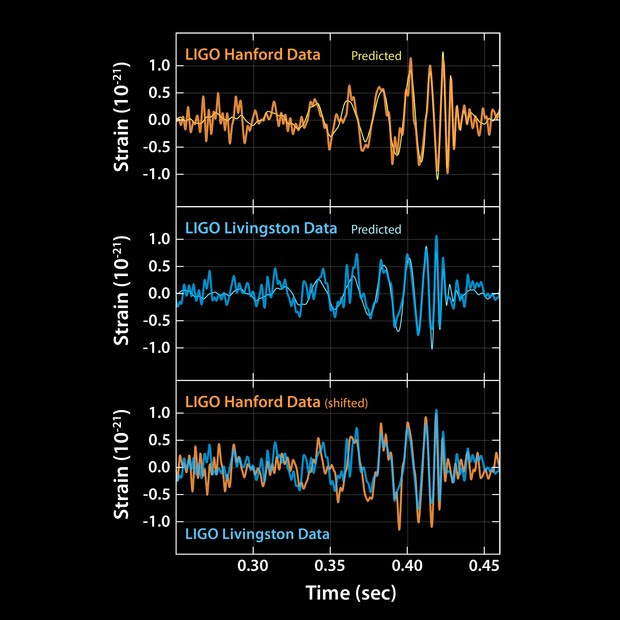 LIGO Hanford Data Predicted
1.0
0.5
0.0
-0.5
-1.0
Strain (10⁻²¹)
LIGO Livingston Data Predicted
1.0
0.5
0.0
-0.5
-1.0
Strain (10⁻²¹)
LIGO Hanford Data (shifted)
1.0
0.5
0.0
-0.5
-1.0
Strain (10⁻²¹)
LIGO Livingston Data
0.30 0.35 0.40 0.45
Time (sec)